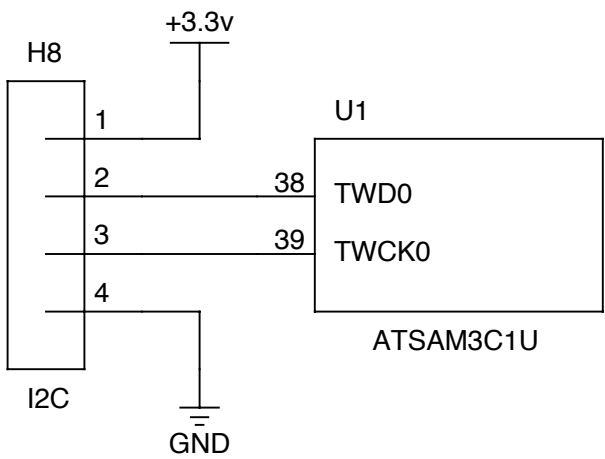 +3.3v
H8
U1
1
2
3
4
38
39
TWD0
TWCK0
ATSAM3C1U
I2C
GND